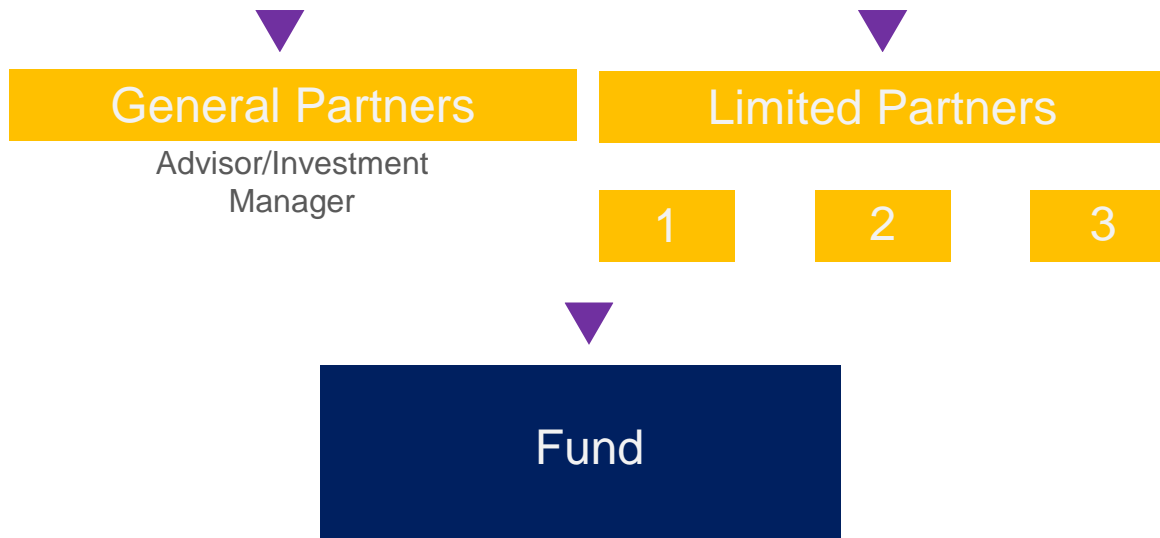 General Partners
Limited Partners
Advisor/Investment
Manager
1
2
3
Fund